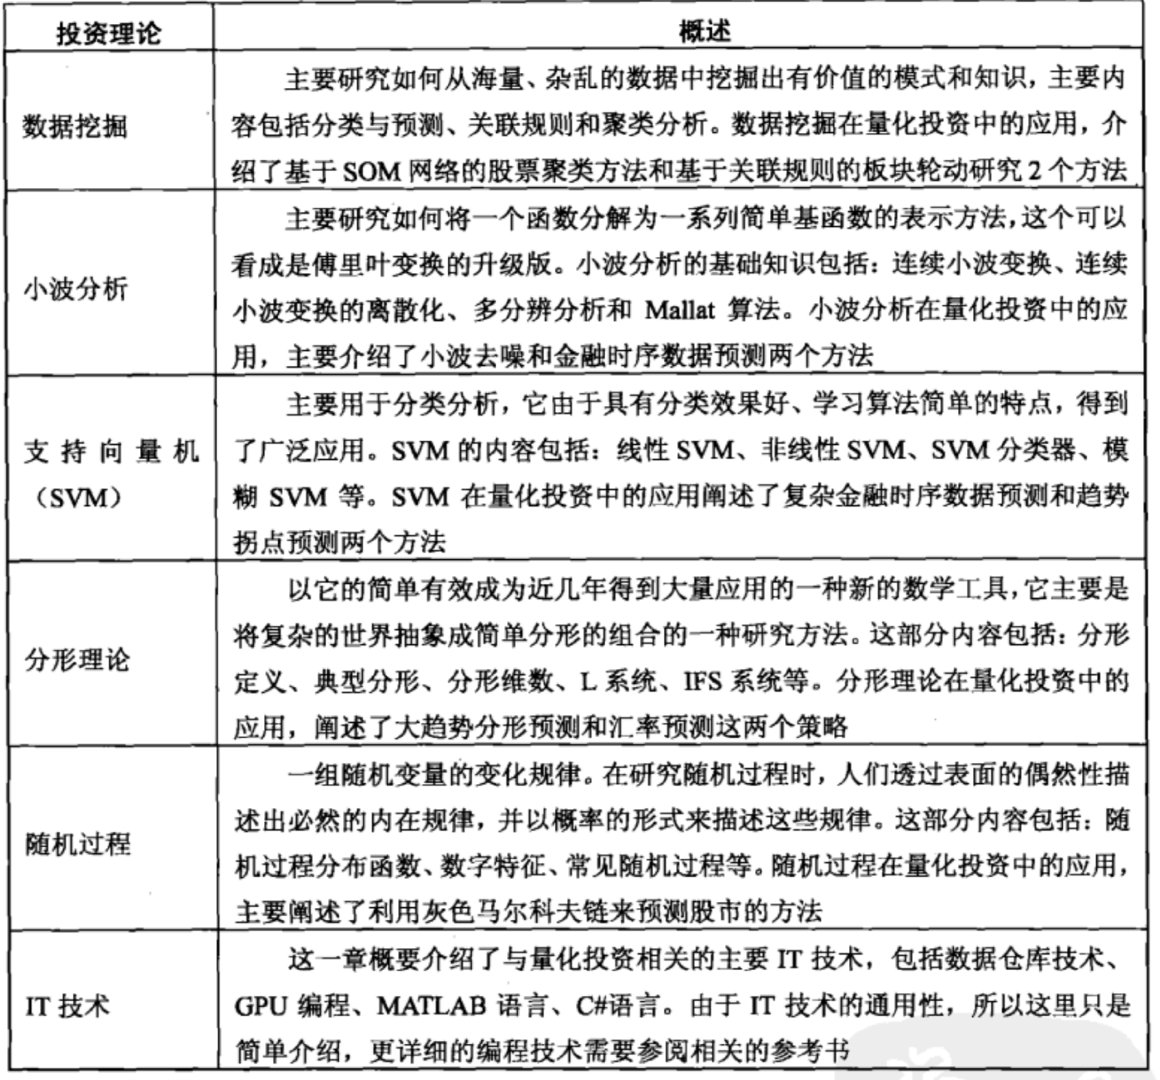 投资理论
概述
数据挖掘
主要研究如何从海量、杂乱的数据中挖掘出有价值的模式和知识，主要内
容包括分类与预测、关联规则和聚类分析。数据挖掘在量化投资中的应用，介
绍了基于 SOM 网络的股票聚类方法和基于关联规则的板块轮动研究 2 个方法
小波分析
主要研究如何将一个函数分解为一系列简单基函数的表示方法，这个可以
看成是傅里叶变换的升级版。小波分析的基础知识包括：连续小波变换、连续
小波变换的离散化、多分辨分析和 Mallat 算法。小波分析在量化投资中的应
用，主要介绍了小波去噪和金融时序数据预测两个方法
支持向量机
（SVM）
主要用于分类分析，它由于具有分类效果好、学习算法简单的特点，得到
了广泛应用。SVM 的内容包括：线性 SVM、非线性 SVM、SVM 分类器、模
糊 SVM 等。SVM 在量化投资中的应用阐述了复杂金融时序数据预测和趋势
拐点预测两个方法
分形理论
以它的简单有效成为近几年得到大量应用的一种新的数学工具，它主要是
将复杂的世界抽象成简单分形的组合的一种研究方法。这部分内容包括：分形
定义、典型分形、分形维数、L 系统、IFS 系统等。分形理论在量化投资中的
应用，阐述了大趋势分形预测和汇率预测这两个策略
随机过程
一组随机变量的变化规律。在研究随机过程时，人们透过表面的偶然性描
述出必然的内在规律，并以概率的形式来描述这些规律。这部分内容包括：随
机过程分布函数、数字特征、常见随机过程等。随机过程在量化投资中的应用，
主要阐述了利用灰色马尔科夫链来预测股市的方法
IT 技术
这一章概要介绍了与量化投资相关的主要 IT 技术，包括数据仓库技术、
GPU 编程、MATLAB 语言、C#语言。由于 IT 技术的通用性，所以这里只是
简单介绍，更详细的编程技术需要参阅相关的参考书